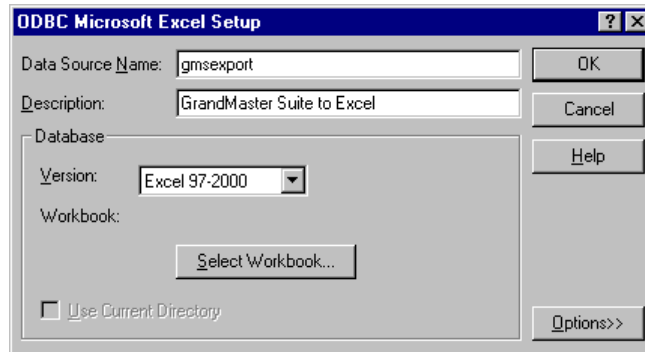 ODBC Microsoft Excel Setup
Data Source Name: gmsexport
OK
Description: GrandMaster Suite to Excel
Cancel
Database
Help
Version: Excel 97-2000
Workbook:
Select Workbook...
Use Current Directory
Options>>